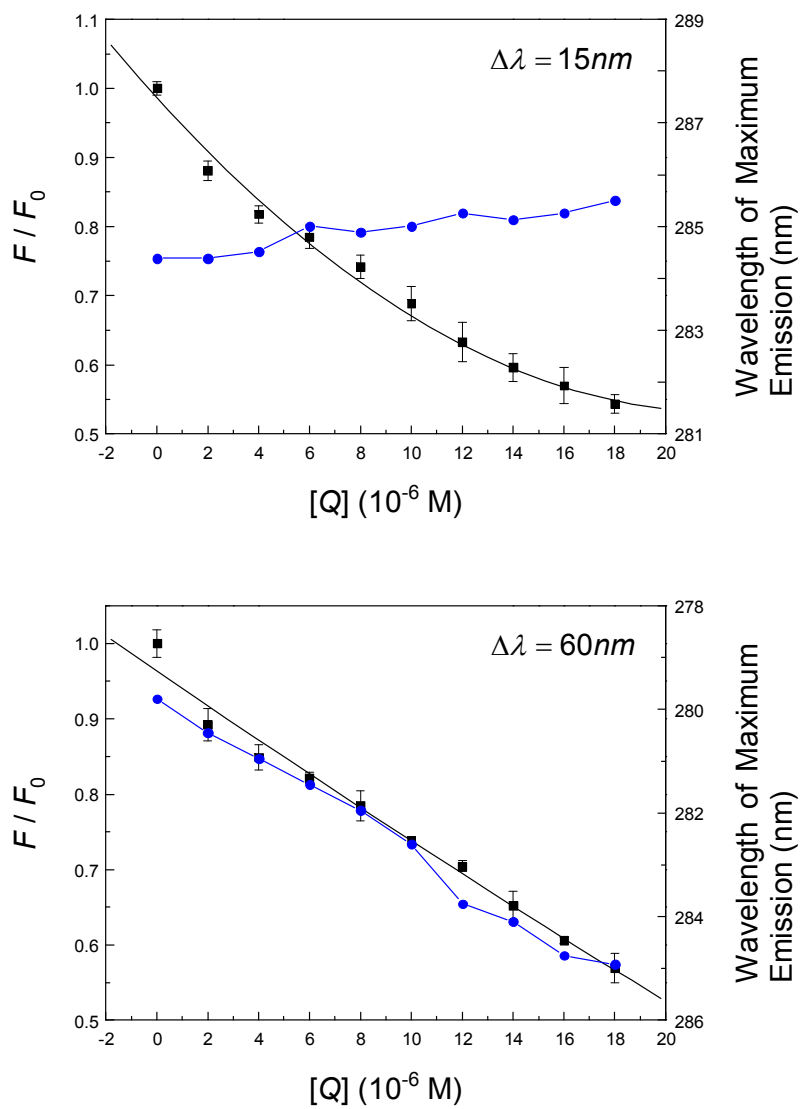 1.1
1.0
0.9
0.8
0.7
0.6
0.5
F / F₀
-2 0 2 4 6 8 10 12 14 16 18 20
[Q] (10⁻⁶ M)
Δλ = 15nm
289
287
285
283
281
Wavelength of Maximum
Emission (nm)
1.0
0.9
0.8
0.7
0.6
0.5
F / F₀
-2 0 2 4 6 8 10 12 14 16 18 20
[Q] (10⁻⁶ M)
Δλ = 60nm
278
280
282
284
286
Wavelength of Maximum
Emission (nm)